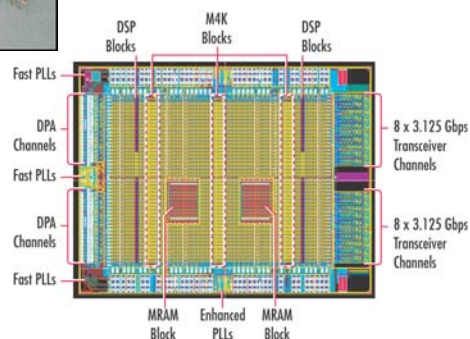 DSP
Blocks
M4K
Blocks
DSP
Blocks
Fast PLLs
DPA
Channels
Fast PLLs
DPA
Channels
Fast PLLs
8 x 3.125 Gbps
Transceiver
Channels
8 x 3.125 Gbps
Transceiver
Channels
MRAM
Block
Enhanced
PLLs
MRAM
Block